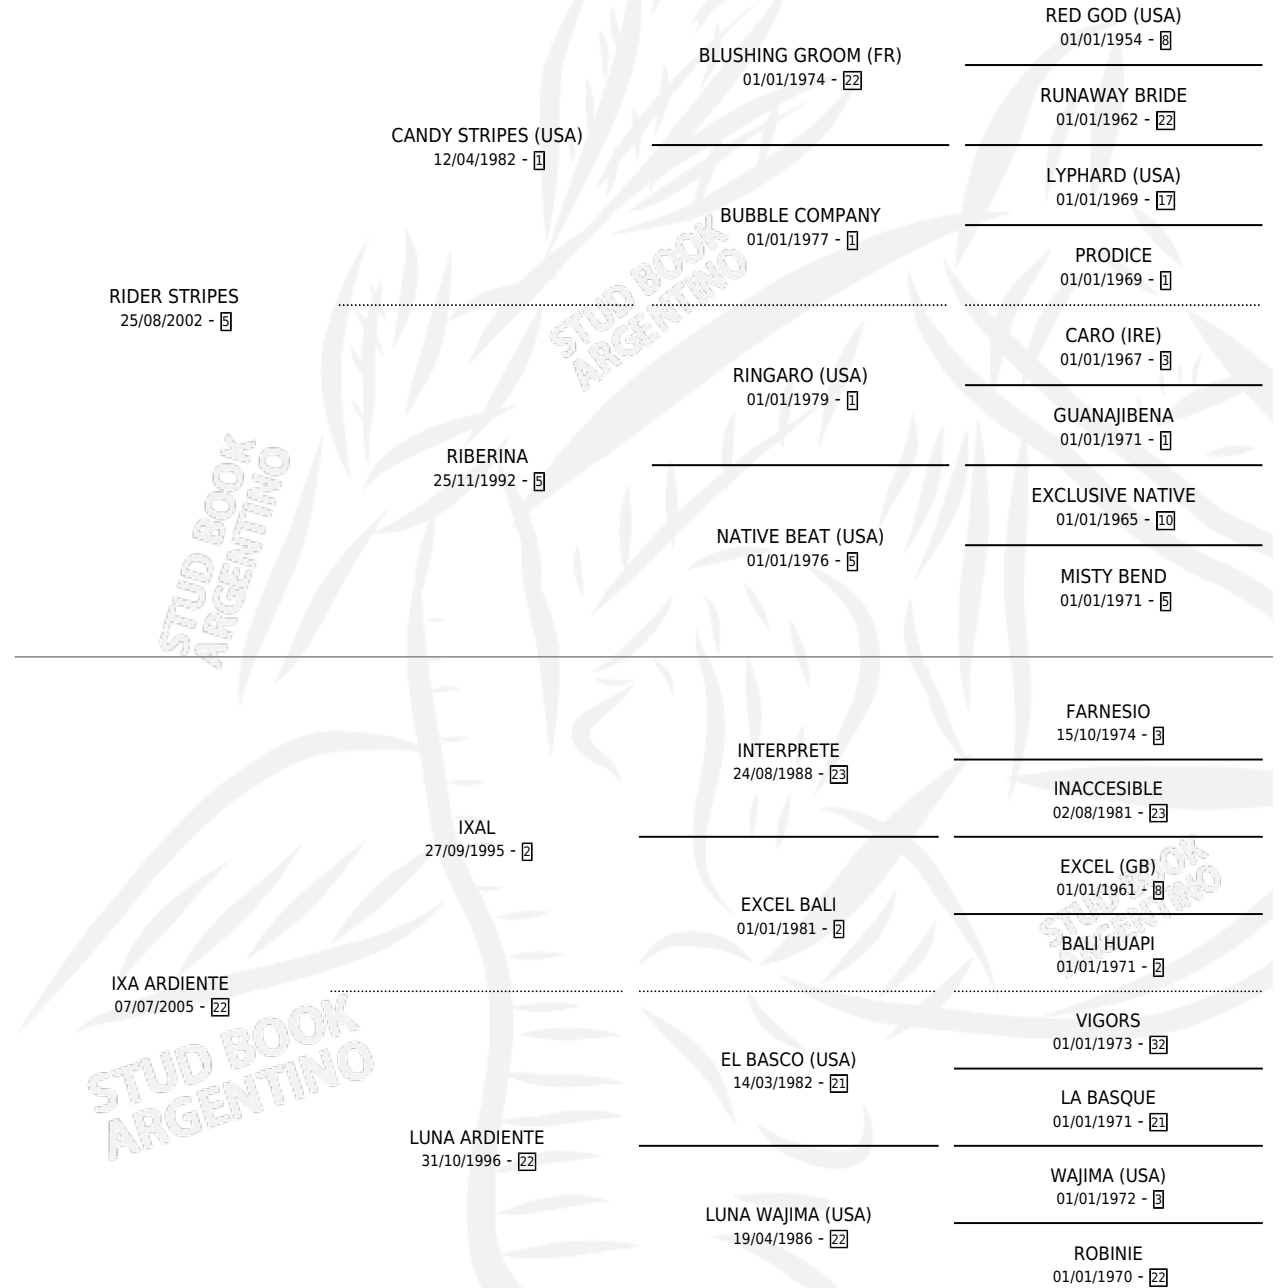 RED GOD (USA)
01/01/1954 - 8
BLUSHING GROOM (FR)
01/01/1974 - 22
RUNAWAY BRIDE
01/01/1962 - 22
CANDY STRIPES (USA)
12/04/1982 - 1
LYPHARD (USA)
01/01/1969 - 17
BUBBLE COMPANY
01/01/1977 - 1
PRODICE
01/01/1969 - 1
RIDER STRIPES
25/08/2002 - 5
CARO (IRE)
01/01/1967 - 3
RINGARO (USA)
01/01/1979 - 1
GUANAJIBENA
01/01/1971 - 1
RIBERINA
25/11/1992 - 5
EXCLUSIVE NATIVE
01/01/1965 - 10
NATIVE BEAT (USA)
01/01/1976 - 5
MISTY BEND
01/01/1971 - 5
FARNESIO
15/10/1974 - 3
INTERPRETE
24/08/1988 - 23
INACCESIBLE
02/08/1981 - 23
IXAL
27/09/1995 - 2
EXCEL (GB)
01/01/1961 - 8
EXCEL BALI
01/01/1981 - 2
BALI HUAPI
01/01/1971 - 2
IXA ARDIENTE
07/07/2005 - 22
VIGORS
01/01/1973 - 32
EL BASCO (USA)
14/03/1982 - 21
LA BASQUE
01/01/1971 - 21
LUNA ARDIENTE
31/10/1996 - 22
WAJIMA (USA)
01/01/1972 - 3
LUNA WAJIMA (USA)
19/04/1986 - 22
ROBINIE
01/01/1970 - 22
STUD BOOK
ARGENTINO
STUD BOOK
ARGENTINO
STUD BOOK
ARGENTINO
STUD BOOK
ARGENTINO